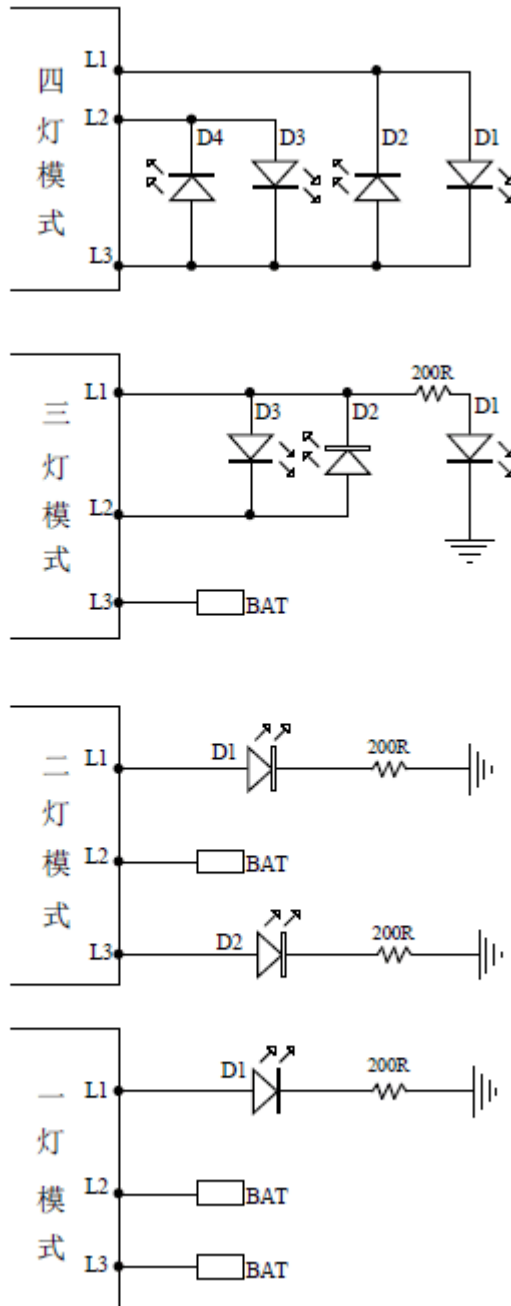 四灯模式
L1
L2
D4 D3 D2 D1
L3
三灯模式
L1
200R
D3 D2 D1
L2
L3 BAT
二灯模式
L1 D1 200R
L2 BAT
L3 D2 200R
一灯模式
L1 D1 200R
L2 BAT
L3 BAT